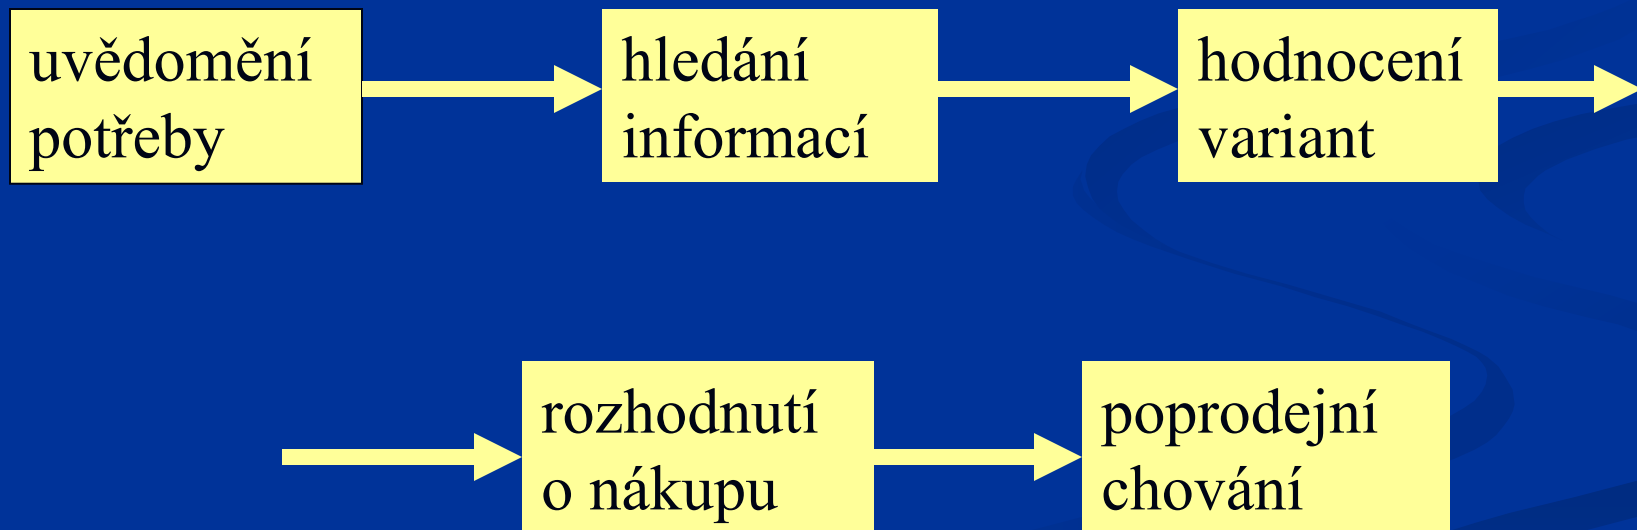 uvědomění
potřeby
hledání
informací
hodnocení
variant
rozhodnutí
o nákupu
poprodejní
chování